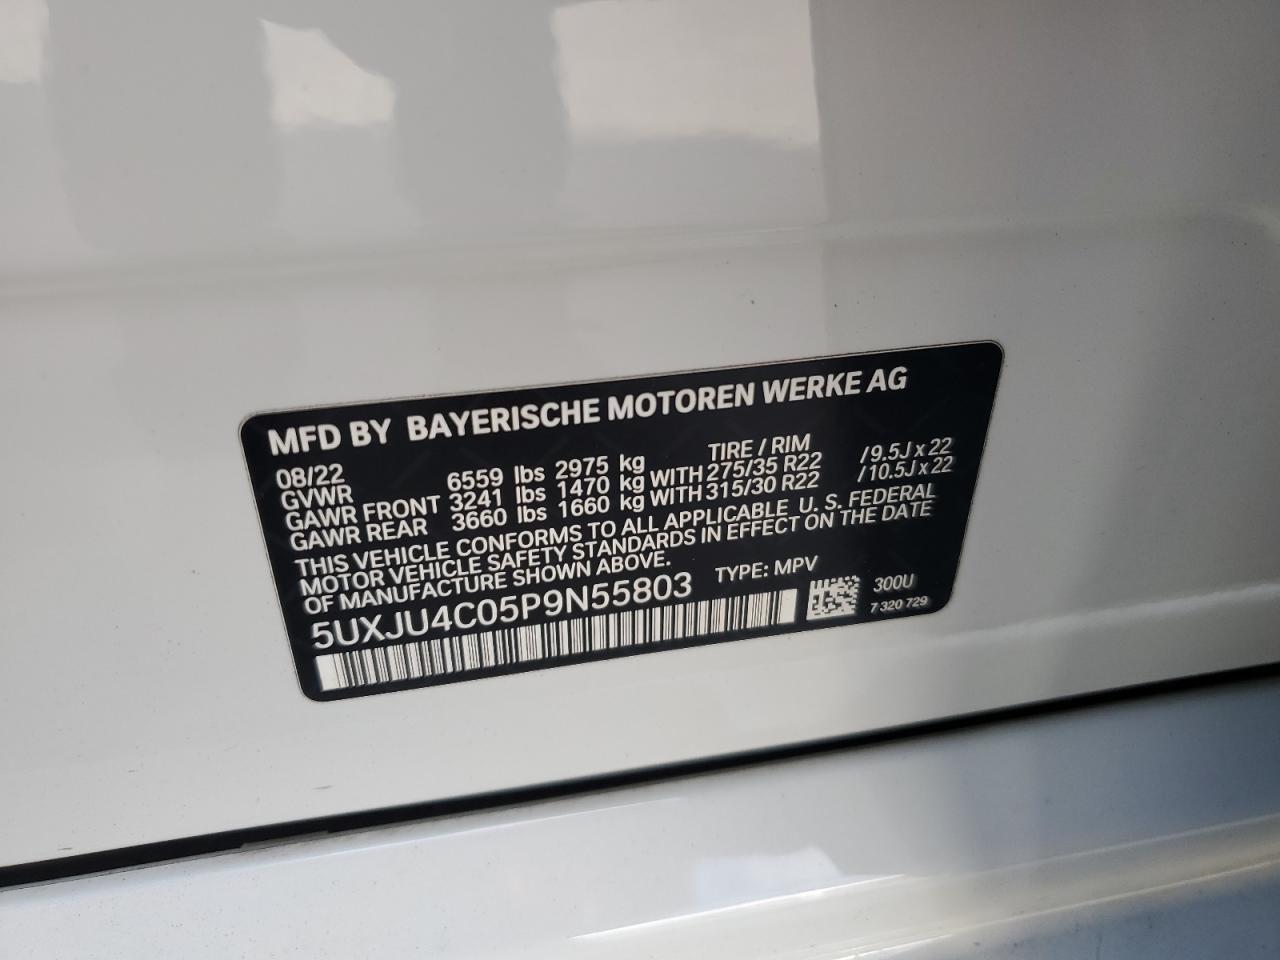 MFD BY BAYERISCHE MOTOREN WERKE AG
08/22 TIRE / RIM
GVWR 6559 lbs 2975 kg
GAWR FRONT 3241 lbs 1470 kg WITH 275/35 R22 /9.5J x 22
GAWR REAR 3660 lbs 1660 kg WITH 315/30 R22 /10.5J x 22
THIS VEHICLE CONFORMS TO ALL APPLICABLE U. S. FEDERAL
MOTOR VEHICLE SAFETY STANDARDS IN EFFECT ON THE DATE
OF MANUFACTURE SHOWN ABOVE.
5UXJU4C05P9N55803 TYPE: MPV
300U
7 320 729